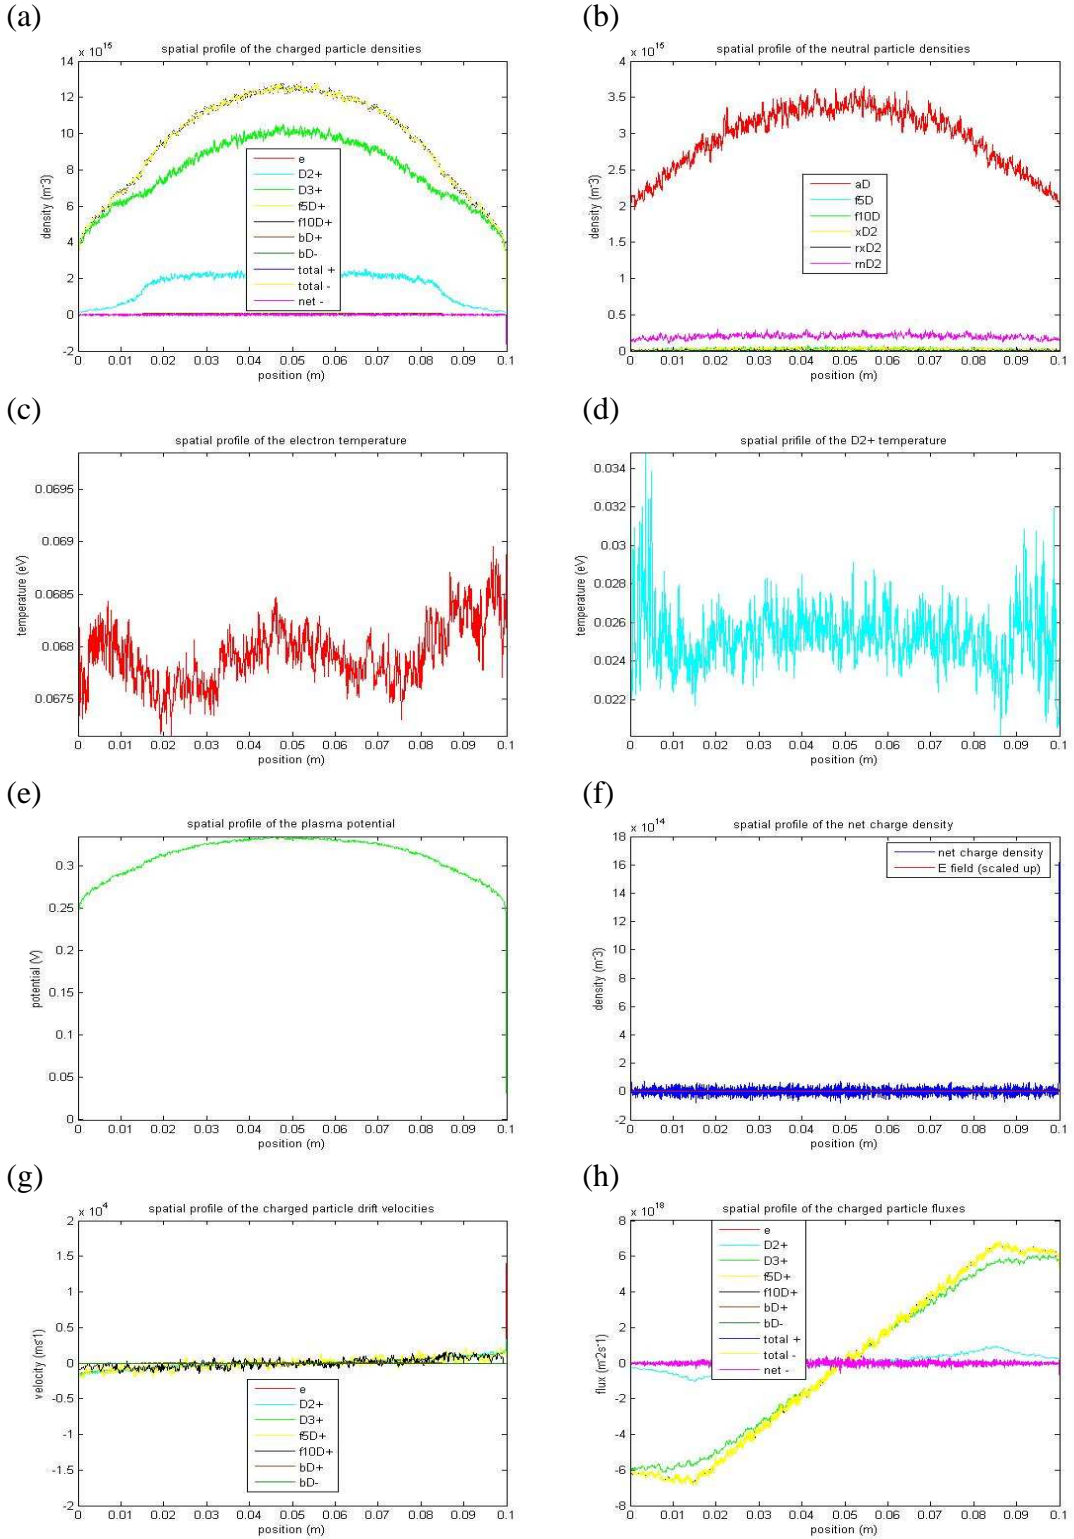 (a)
spatial profile of the charged particle densities
x 10^15
14
12
10
8
6
4
2
0
-2
density (m^-3)
e
D2+
D3+
f5D+
f10D+
bD+
bD-
total +
total -
net -
0 0.01 0.02 0.03 0.04 0.05 0.06 0.07 0.08 0.09 0.1
position (m)
(b)
spatial profile of the neutral particle densities
x 10^15
4
3.5
3
2.5
2
1.5
1
0.5
0
density (m^-3)
aD
f5D
f10D
xD2
rxD2
rnD2
0 0.01 0.02 0.03 0.04 0.05 0.06 0.07 0.08 0.09 0.1
position (m)
(c)
spatial profile of the electron temperature
0.0695
0.069
0.0685
0.068
0.0675
temperature (eV)
0 0.01 0.02 0.03 0.04 0.05 0.06 0.07 0.08 0.09 0.1
position (m)
(d)
spatial prifile of the D2+ temperature
0.034
0.032
0.03
0.028
0.026
0.024
0.022
temperature (eV)
0 0.01 0.02 0.03 0.04 0.05 0.06 0.07 0.08 0.09 0.1
position (m)
(e)
spatial profile of the plasma potential
0.3
0.25
0.2
0.15
0.1
0.05
0
potential (V)
0 0.01 0.02 0.03 0.04 0.05 0.06 0.07 0.08 0.09 0.1
position (m)
(f)
spatial profile of the net charge density
x 10^14
18
16
14
12
10
8
6
4
2
0
-2
density (m^-3)
net charge density
E field (scaled up)
0 0.01 0.02 0.03 0.04 0.05 0.06 0.07 0.08 0.09 0.1
position (m)
(g)
spatial profile of the charged particle drift velocities
x 10^4
2
1.5
1
0.5
0
-0.5
-1
-1.5
-2
velocity (ms^-1)
e
D2+
D3+
f5D+
f10D+
bD+
bD-
0 0.01 0.02 0.03 0.04 0.05 0.06 0.07 0.08 0.09 0.1
position (m)
(h)
spatial profile of the charged particle fluxes
x 10^18
8
6
4
2
0
-2
-4
-6
-8
flux (m^-2s^-1)
e
D2+
D3+
f5D+
f10D+
bD+
bD-
total +
total -
net -
0 0.01 0.02 0.03 0.04 0.05 0.06 0.07 0.08 0.09 0.1
position (m)